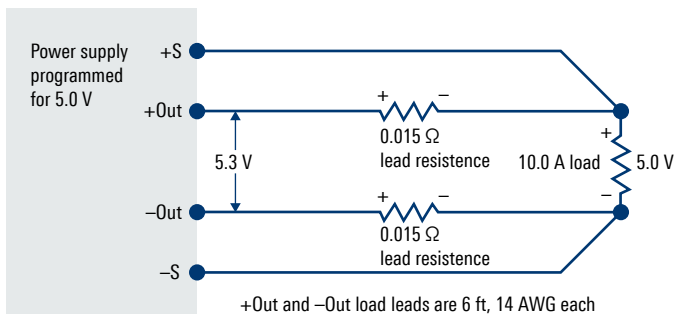 Power supply
programmed
for 5.0 V
+S
+Out
–Out
–S
5.3 V
+ –
0.015 Ω
lead resistence
+ –
0.015 Ω
lead resistence
10.0 A load
+
–
5.0 V
+Out and –Out load leads are 6 ft, 14 AWG each